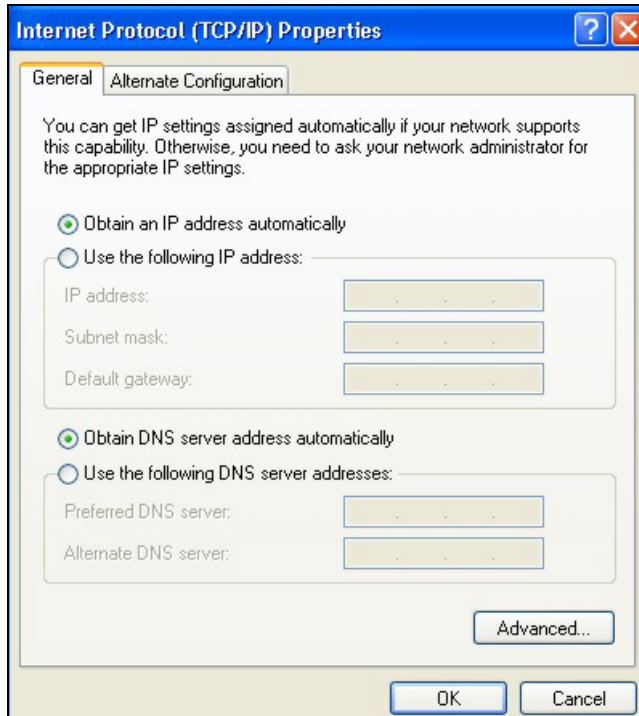 Internet Protocol (TCP/IP) Properties
General
Alternate Configuration
You can get IP settings assigned automatically if your network supports
this capability. Otherwise, you need to ask your network administrator for
the appropriate IP settings.
Obtain an IP address automatically
Use the following IP address:
IP address:
Subnet mask:
Default gateway:
Obtain DNS server address automatically
Use the following DNS server addresses:
Preferred DNS server:
Alternate DNS server:
Advanced...
OK
Cancel